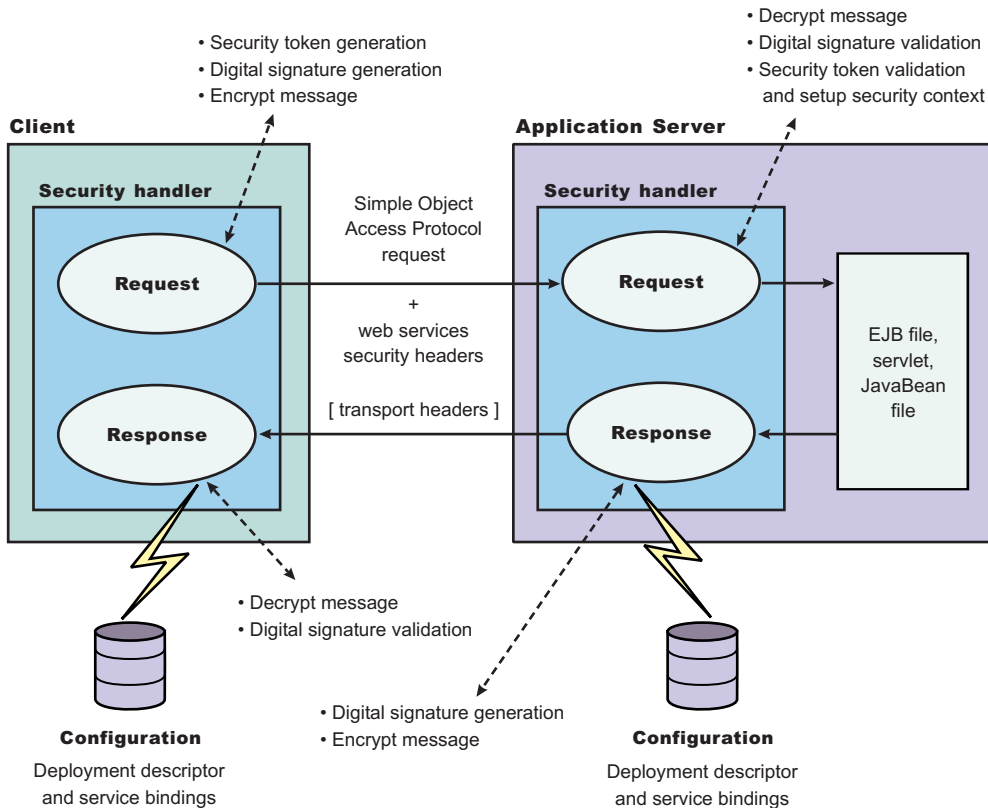 • Security token generation
• Digital signature generation
• Encrypt message
• Decrypt message
• Digital signature validation
• Security token validation
and setup security context
Client
Application Server
Security handler
Security handler
Simple Object
Access Protocol
request
Request
Request
+
web services
security headers
EJB file,
servlet,
JavaBean
file
[ transport headers ]
Response
Response
• Decrypt message
• Digital signature validation
• Digital signature generation
• Encrypt message
Configuration
Deployment descriptor
and service bindings
Configuration
Deployment descriptor
and service bindings